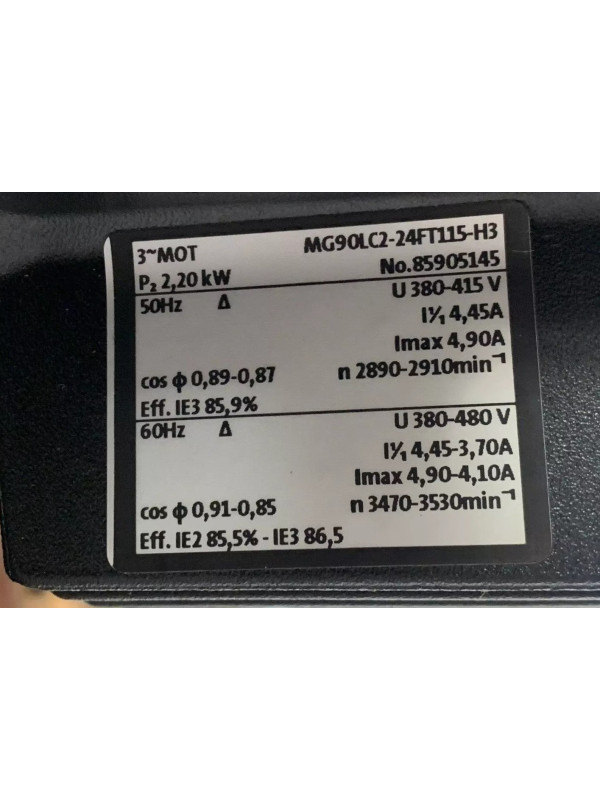 3~MOT MG90LC2-24FT115-H3
P₂ 2,20 kW No.85905145
50Hz Δ U 380-415 V
I¹⁄₁ 4,45A
Imax 4,90A
cos ϕ 0,89-0,87 n 2890-2910min⁻¹
Eff. IE3 85,9%
60Hz Δ U 380-480 V
I¹⁄₁ 4,45-3,70A
Imax 4,90-4,10A
cos ϕ 0,91-0,85 n 3470-3530min⁻¹
Eff. IE2 85,5% - IE3 86,5